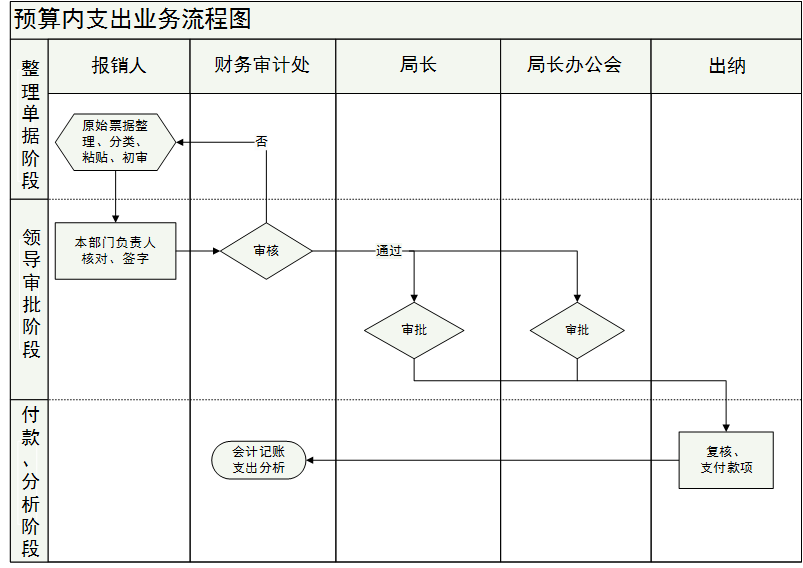 预算内支出业务流程图
报销人
财务审计处
局长
局长办公会
出纳
整理单据阶段
原始票据整
理、分类、
粘贴、初审
否
领导审批阶段
本部门负责人
核对、签字
审核
通过
审批
审批
付款、分析阶段
会计记账
支出分析
复核、
支付款项